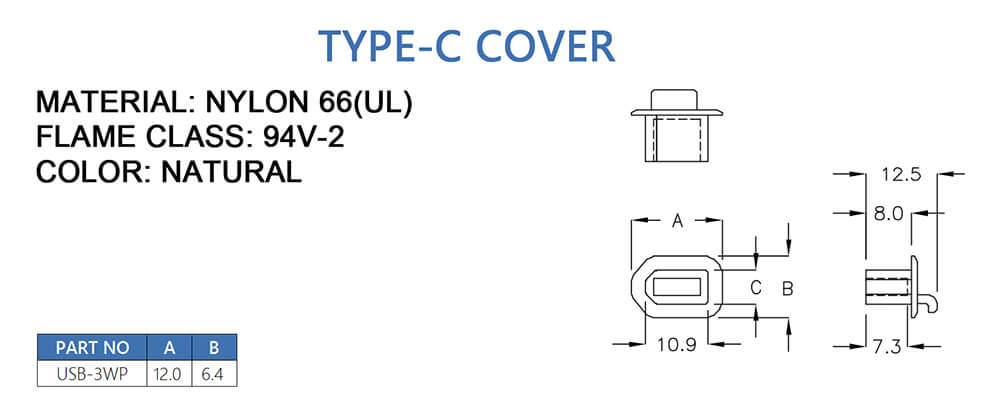 TYPE-C COVER
MATERIAL: NYLON 66(UL)
FLAME CLASS: 94V-2
COLOR: NATURAL
12.5
8.0
A
C
B
10.9
7.3
PART NO A B
USB-3WP 12.0 6.4